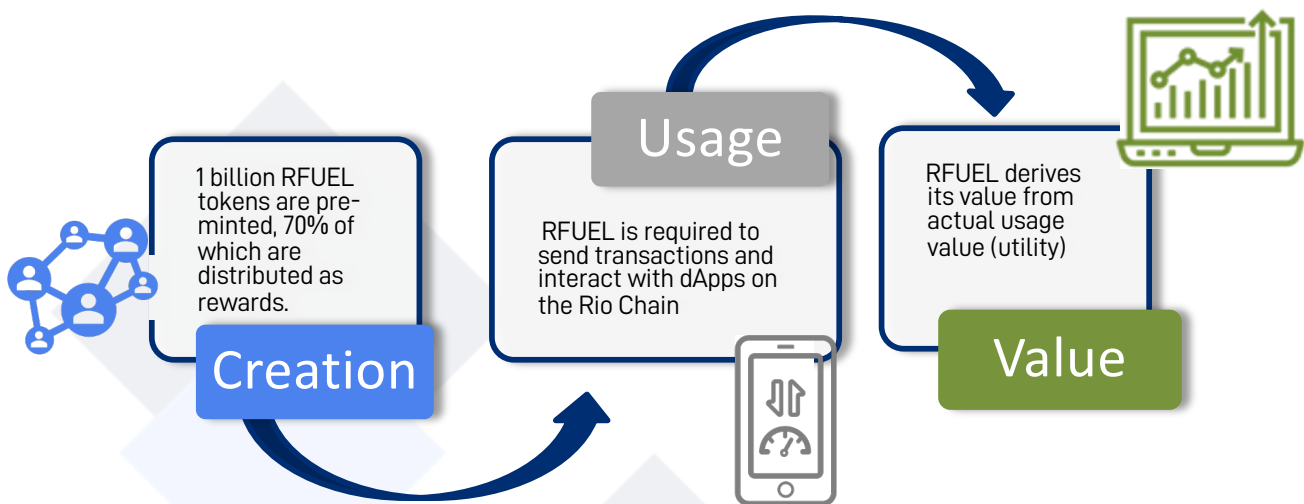 1 billion RFUEL
tokens are pre-
minted, 70% of
which are
distributed as
rewards.
Creation
Usage
RFUEL is required to
send transactions and
interact with dApps on
the Rio Chain
RFUEL derives
its value from
actual usage
value (utility)
Value